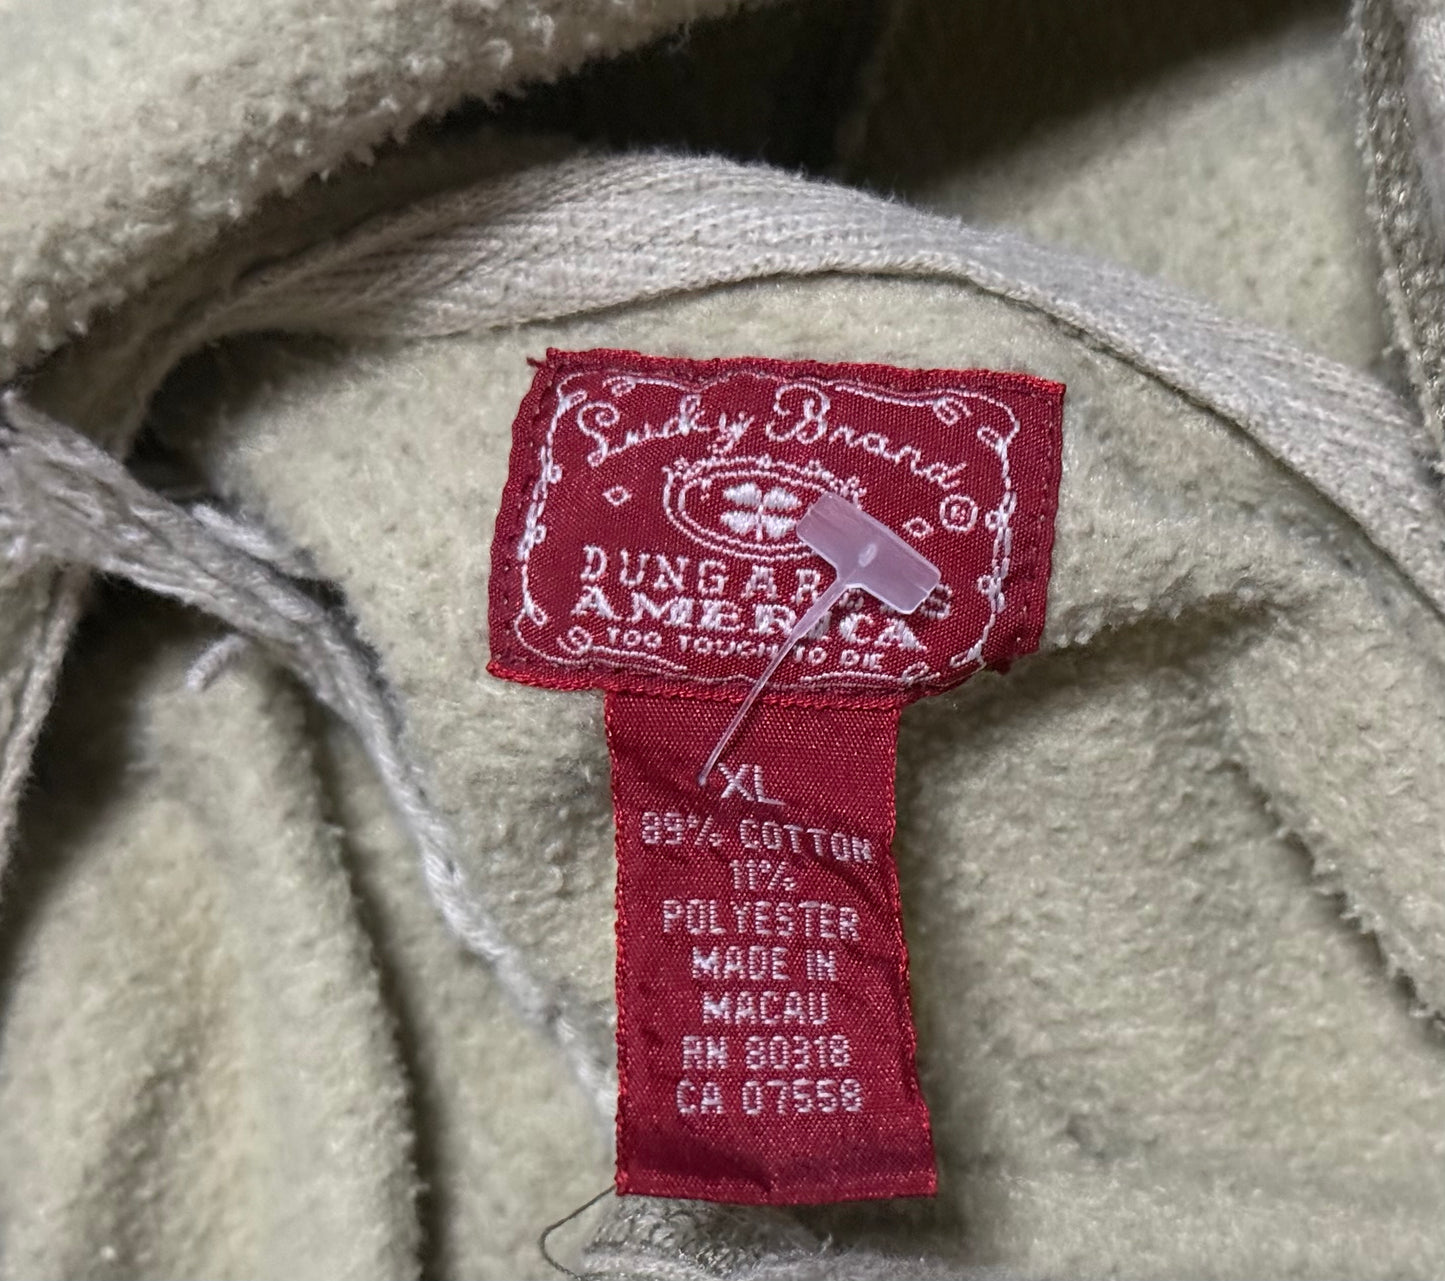 Lucky Brand ®
DUNGAREES
AMERICA
TOO TOUGH TO DIE
XL
89% COTTON
11%
POLYESTER
MADE IN
MACAU
RN 80318
CA 07558